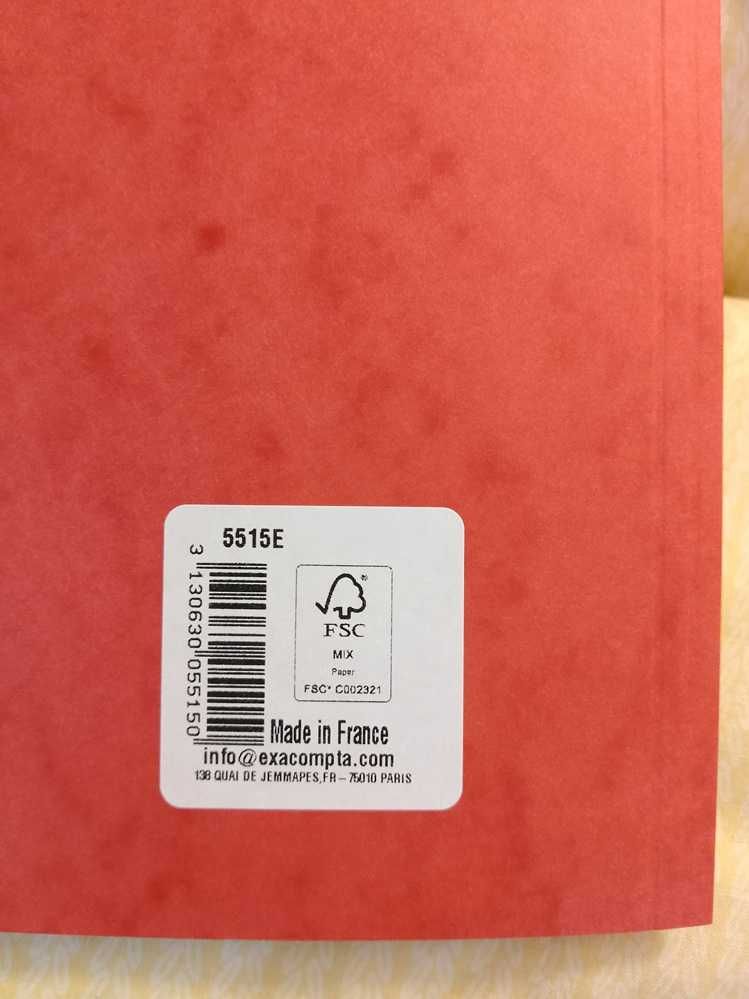 5515E
3 130630 055150
®
FSC
MIX
Paper
FSC® C002321
Made in France
info@exacompta.com
138 QUAI DE JEMMAPES,FR – 75010 PARIS